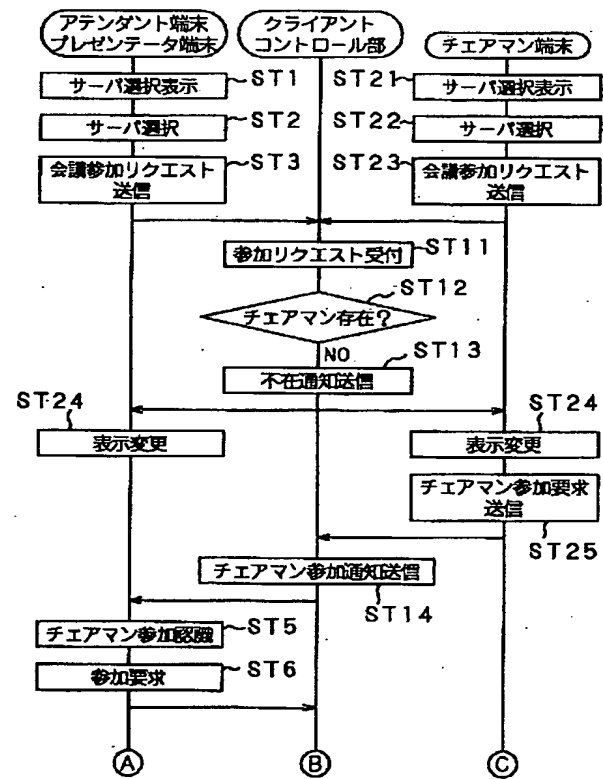 アテンダント端末
プレゼンテータ端末
クライアント
コントロール部
チェアマン端末
サーバ選択表示
ST1
ST21
サーバ選択表示
サーバ選択
ST2
ST22
サーバ選択
会議参加リクエスト
送信
ST3
ST23
会議参加リクエスト
送信
参加リクエスト受付
ST11
ST12
チェアマン存在?
NO
ST13
不在通知送信
ST24
表示変更
ST24
表示変更
チェアマン参加要求
送信
ST25
チェアマン参加通知送信
ST14
チェアマン参加認識
ST5
参加要求
ST6
A
B
C